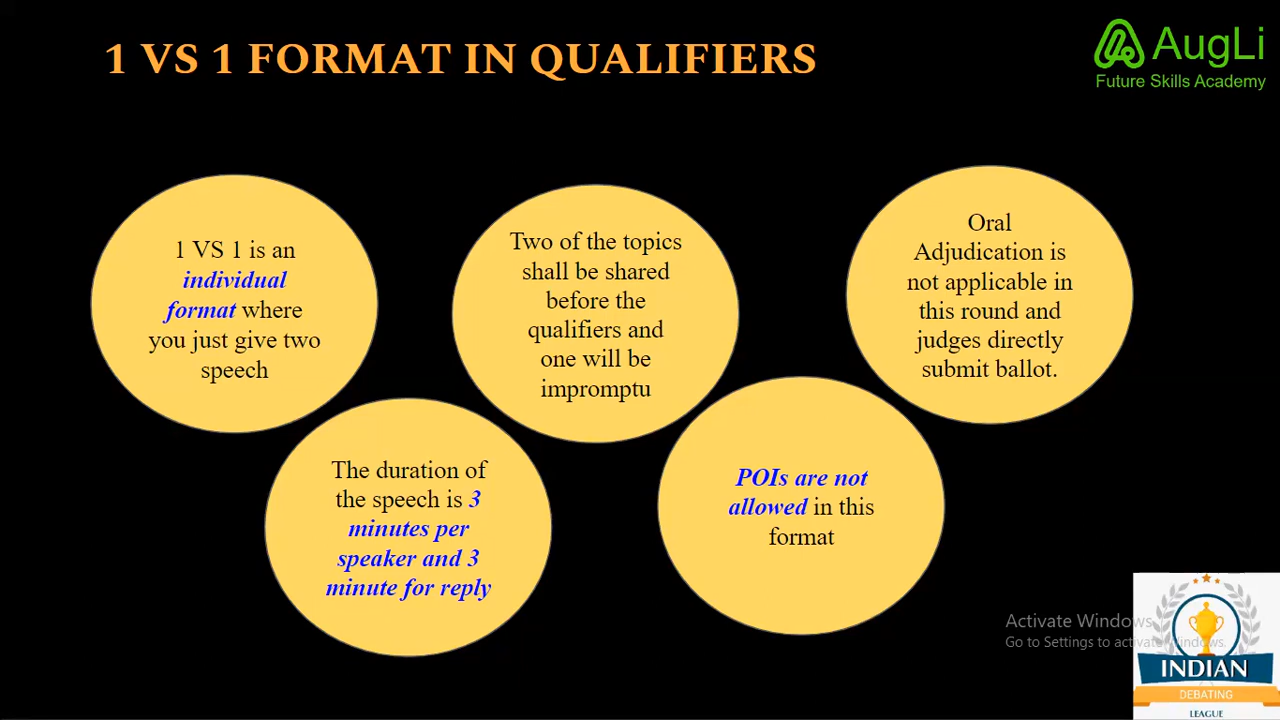 1 VS 1 FORMAT IN QUALIFIERS
AugLi
Future Skills Academy
1 VS 1 is an
individual
format where
you just give two
speech
The duration of
the speech is 3
minutes per
speaker and 3
minute for reply
Two of the topics
shall be shared
before the
qualifiers and
one will be
impromptu
POIs are not
allowed in this
format
Oral
Adjudication is
not applicable in
this round and
judges directly
submit ballot.
Activate Windows
Go to Settings to activate Windows.
INDIAN
DEBATING
LEAGUE